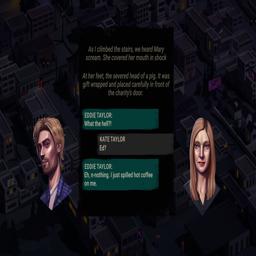 As I climbed the stairs, we heard Mary
scream. She covered her mouth in shock
At her feet, the severed head of a pig. It was
gift wrapped and placed carefully in front of
the charity's door.
EDDIE TAYLOR:
What the hell?!
KATE TAYLOR
Ed?
EDDIE TAYLOR:
Eh, n-nothing. I just spilled hot coffee
on me.